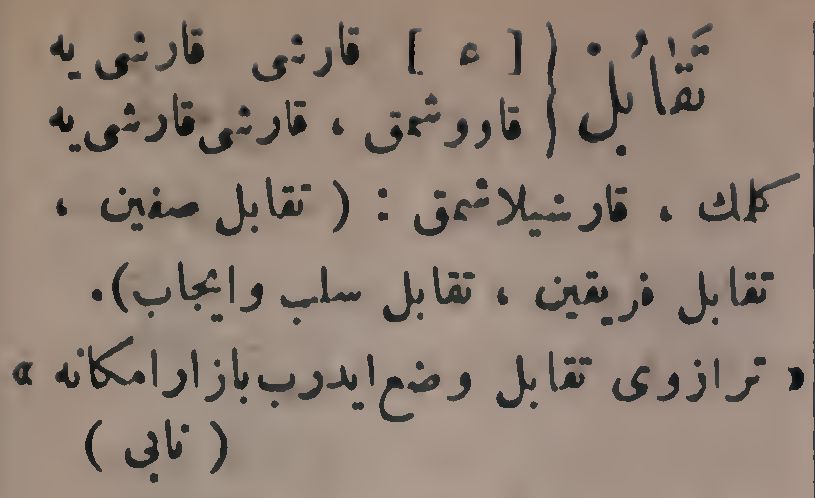 تَقَابُل { [ ه ] قارشی قارشی‌یه
قاووشمق ، قارشی قارشی‌یه
كلمك ، قارشیلاشمق : ( تقابل صفین ،
تقابل فریقین ، تقابل سلب وایجاب).
« ترازوی تقابل وضع ایدرب بازار امكانه »
( نابی )